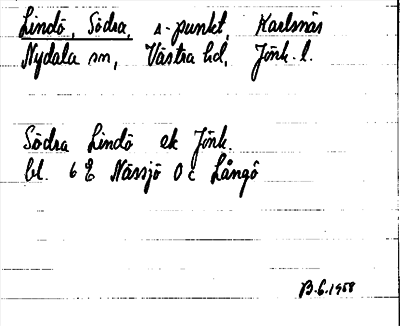 Lindö, Södra, s-punkt, Karlsnäs
Nydala sn, Västra hd, Jönk. l.
Södra Lindö ek Jönk.
bl. 6 E Nässjö 0 c Långö
B.G. 1958